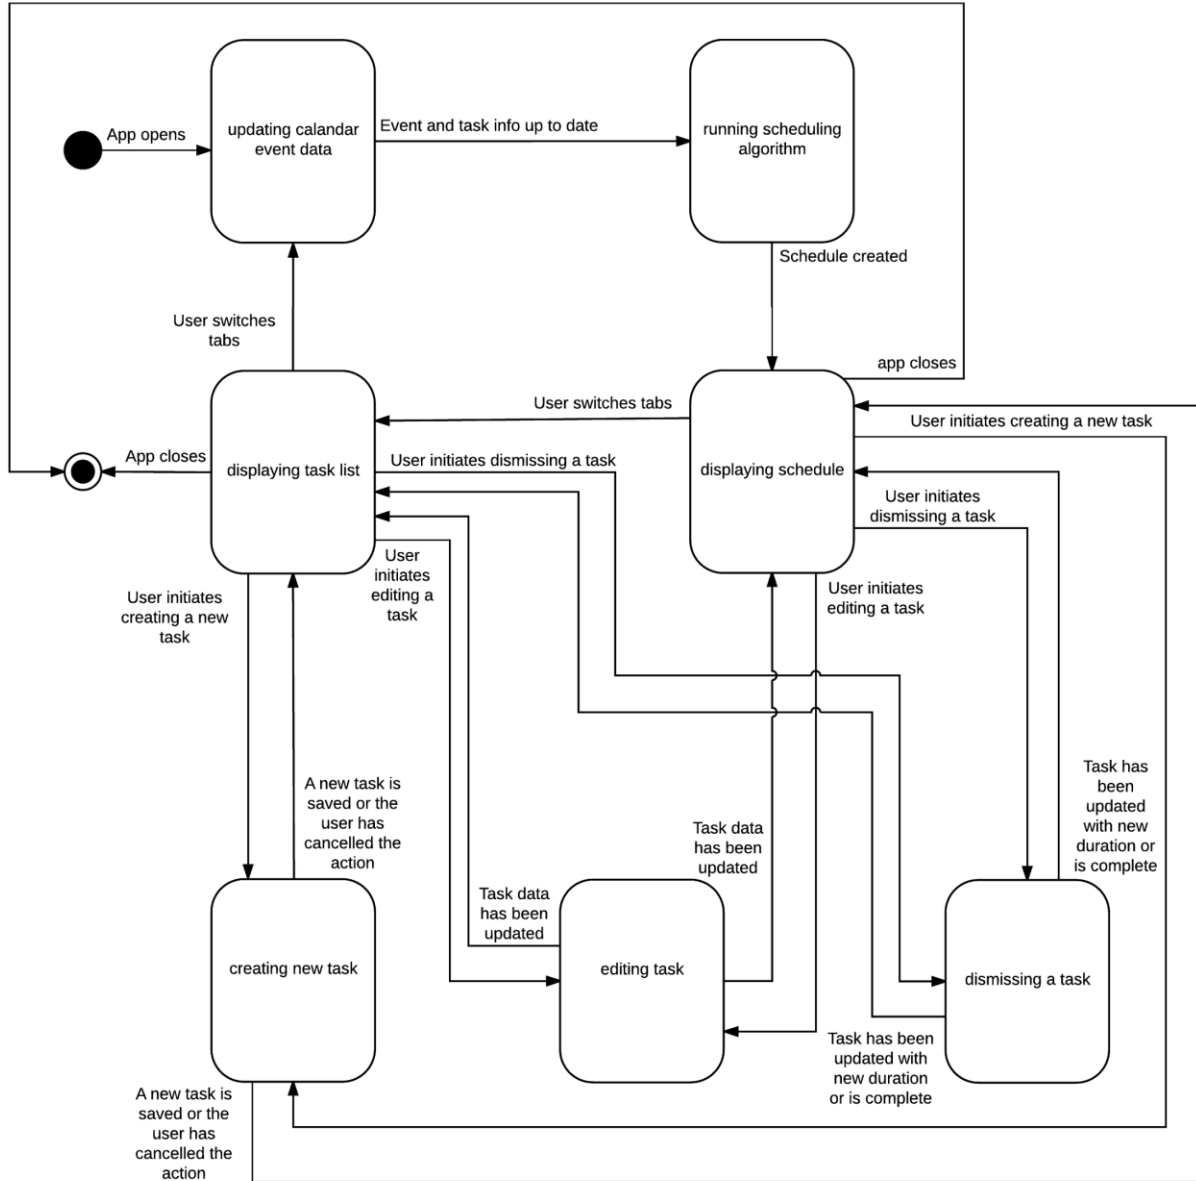 App opens
updating calandar
event data
Event and task info up to date
running scheduling
algorithm
Schedule created
User switches
tabs
app closes
User switches tabs
User initiates creating a new task
App closes
displaying task list
User initiates dismissing a task
displaying schedule
User initiates
dismissing a task
User
initiates
editing a
task
User initiates
editing a task
User initiates
creating a new
task
A new task is
saved or the
user has
cancelled the
action
Task data
has been
updated
Task data
has been
updated
Task has
been
updated
with new
duration or
is complete
creating new task
editing task
dismissing a task
Task has been
updated with
new duration
or is complete
A new task is
saved or the
user has
cancelled the
action